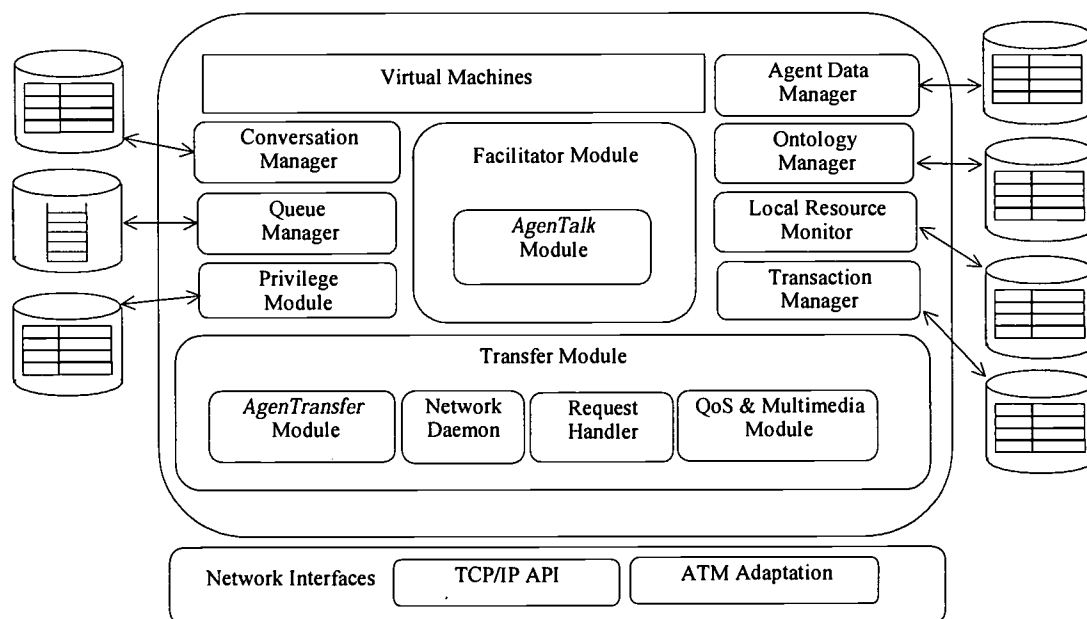 Virtual Machines
Agent Data
Manager
Conversation
Manager
Facilitator Module
Ontology
Manager
Queue
Manager
AgenTalk
Module
Local Resource
Monitor
Privilege
Module
Transaction
Manager
Transfer Module
AgenTransfer
Module
Network
Daemon
Request
Handler
QoS & Multimedia
Module
Network Interfaces
TCP/IP API
ATM Adaptation